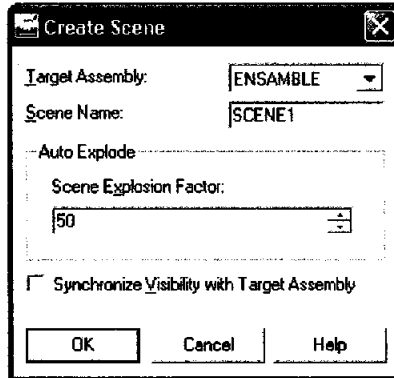 Create Scene
Target Assembly: ENSAMBLE
Scene Name: SCENE1
Auto Explode
Scene Explosion Factor:
50
Synchronize Visibility with Target Assembly
OK Cancel Help